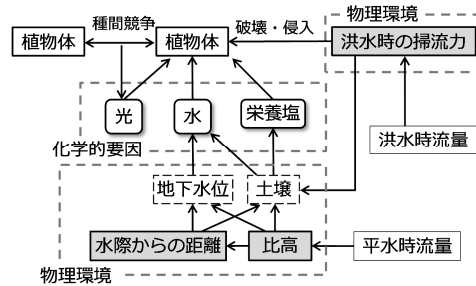 種間競争
破壊・侵入
物理環境
植物体
植物体
洪水時の掃流力
光
水
栄養塩
化学的要因
洪水時流量
地下水位
土壌
水際からの距離
比高
平水時流量
物理環境